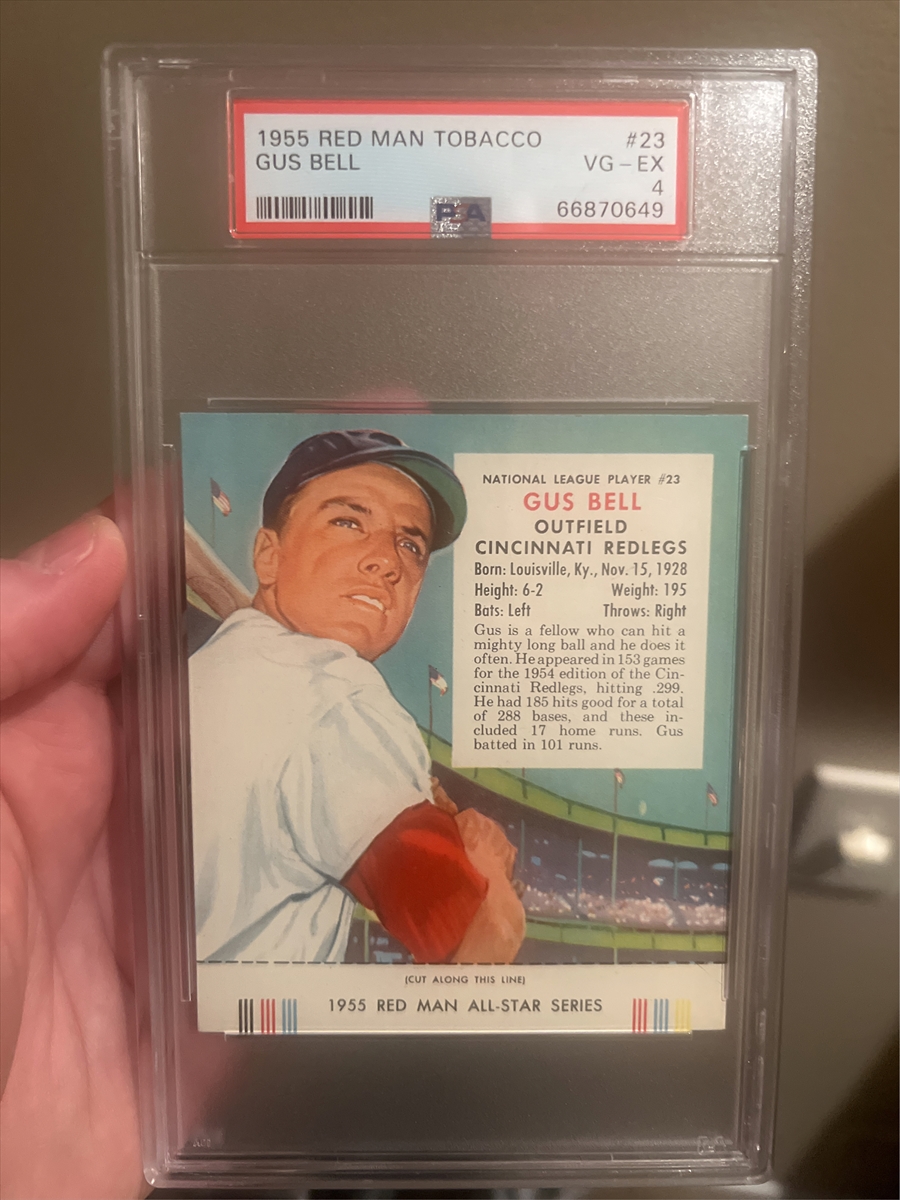 1955 RED MAN TOBACCO #23
GUS BELL VG - EX
4
PSA 66870649
NATIONAL LEAGUE PLAYER #23
GUS BELL
OUTFIELD
CINCINNATI REDLEGS
Born: Louisville, Ky., Nov. 15, 1928
Height: 6-2 Weight: 195
Bats: Left Throws: Right
Gus is a fellow who can hit a
mighty long ball and he does it
often. He appeared in 153 games
for the 1954 edition of the Cin-
cinnati Redlegs, hitting .299.
He had 185 hits good for a total
of 288 bases, and these in-
cluded 17 home runs. Gus
batted in 101 runs.
(CUT ALONG THIS LINE)
1955 RED MAN ALL-STAR SERIES